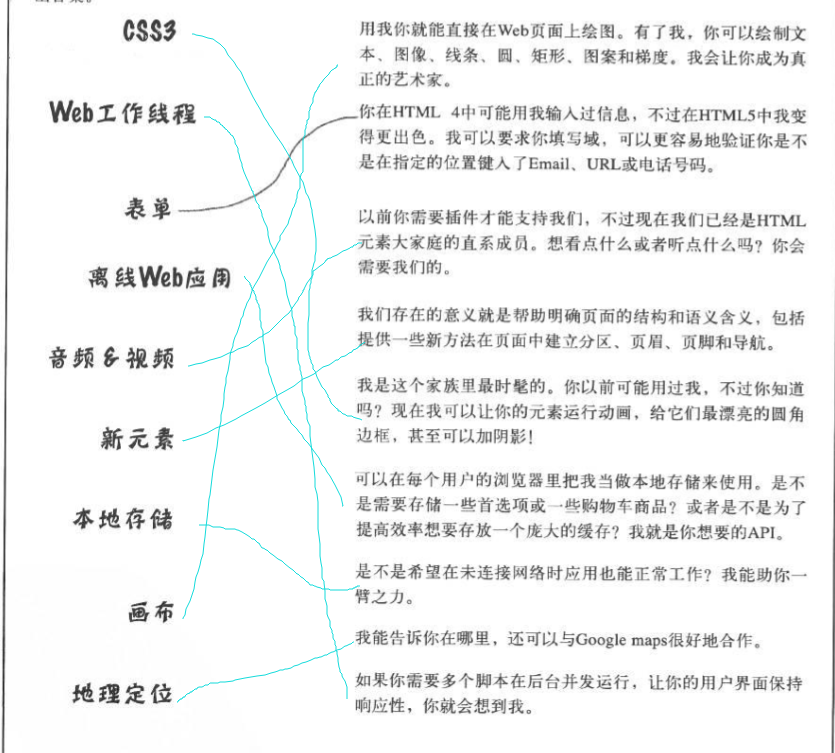 CSS3
Web工作线程
表单
离线Web应用
音频&视频
新元素
本地存储
画布
地理定位
用我你就能直接在Web页面上绘图。有了我，你可以绘制文
本、图像、线条、圆、矩形、图案和梯度。我会让你成为真
正的艺术家。
你在HTML 4中可能用我输入过信息，不过在HTML5中我变
得更出色。我可以要求你填写域，可以更容易地验证你是不
是在指定的位置键入了Email、URL或电话号码。
以前你需要插件才能支持我们，不过现在我们已经是HTML
元素大家庭的直系成员。想看点什么或者听点什么吗？你会
需要我们的。
我们存在的意义就是帮助明确页面的结构和语义含义，包括
提供一些新方法在页面中建立分区、页眉、页脚和导航。
我是这个家族里最时髦的。你以前可能用过我，不过你知道
吗？现在我可以让你的元素运行动画，给它们最漂亮的圆角
边框，甚至可以加阴影！
可以在每个用户的浏览器里把我当做本地存储来使用。是不
是需要存储一些首选项或一些购物车商品？或者是不是为了
提高效率想要存放一个庞大的缓存？我就是你想要的API。
是不是希望在未连接网络时应用也能正常工作？我能助你一
臂之力。
我能告诉你在哪里，还可以与Google maps很好地合作。
如果你需要多个脚本在后台并发运行，让你的用户界面保持
响应性，你就会想到我。